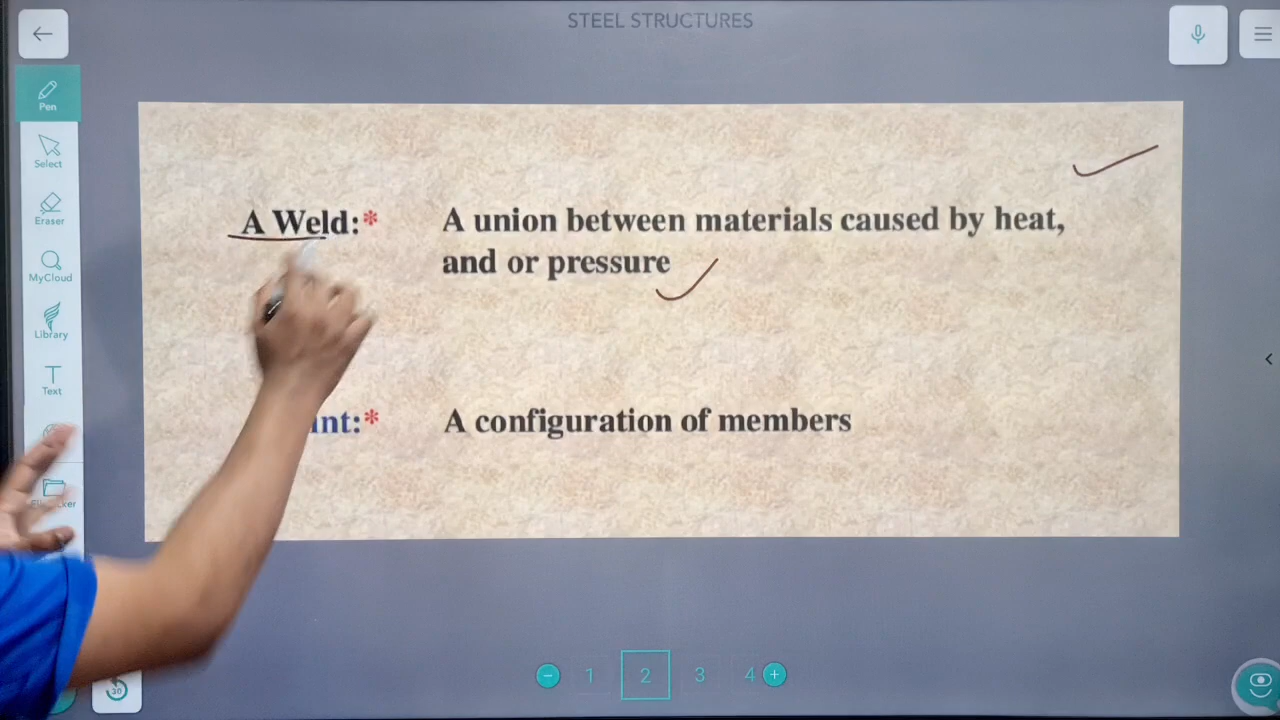 STEEL STRUCTURES
Pen
Select
Eraser
MyCloud
Library
Text
A Weld:* A union between materials caused by heat,
and or pressure
int:* A configuration of members
30
1 2 3 4